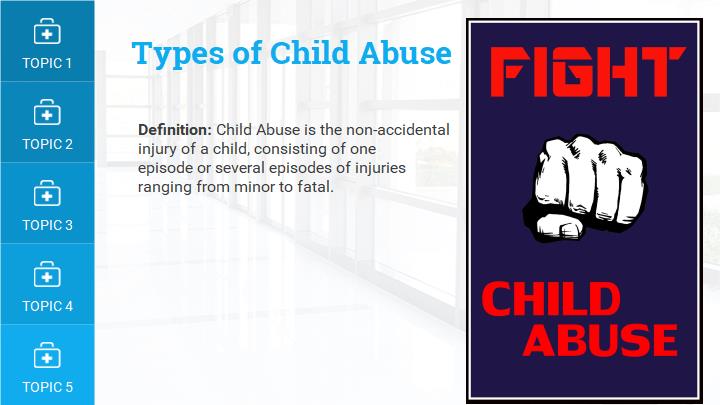 TOPIC 1
TOPIC 2
TOPIC 3
TOPIC 4
TOPIC 5
Types of Child Abuse
Definition: Child Abuse is the non-accidental
injury of a child, consisting of one
episode or several episodes of injuries
ranging from minor to fatal.
FIGHT
CHILD
ABUSE